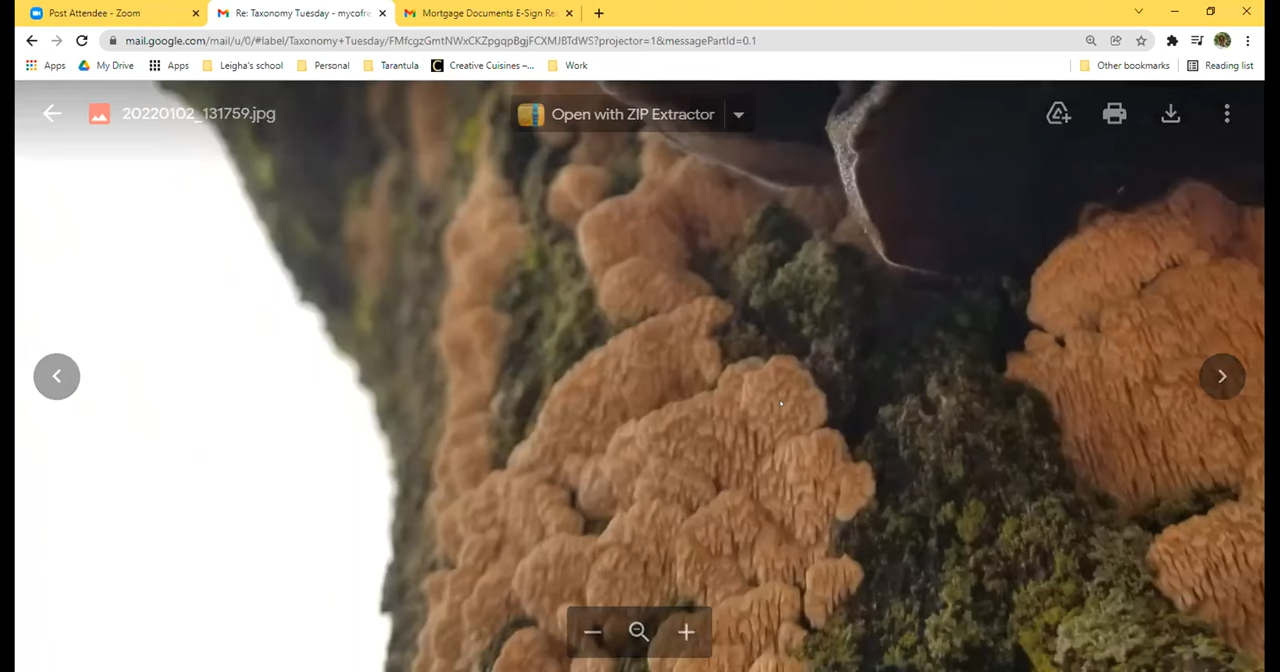 Post Attendee - Zoom
Re: Taxonomy Tuesday - mycofre
Mortgage Documents E-Sign Re
mail.google.com/mail/u/0/#label/Taxonomy+Tuesday/FMfcgzGmtNWxCKZpgqpBgjFCXMJBTdWS?projector=1&messagePartId=0.1
Apps
My Drive
Apps
Leigha's school
Personal
Tarantula
Creative Cuisines –...
Work
Other bookmarks
Reading list
20220102_131759.jpg
Open with ZIP Extractor